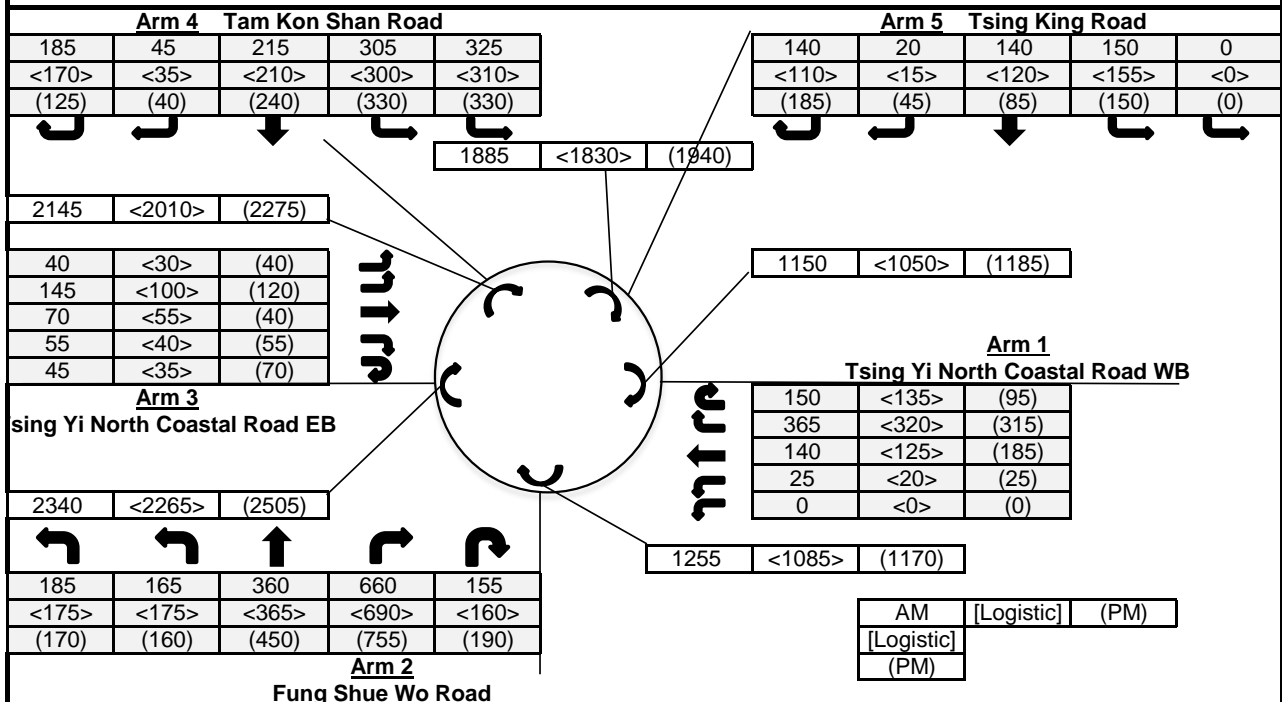 Arm 4 Tam Kon Shan Road
185 45 215 305 325
<170> <35> <210> <300> <310>
(125) (40) (240) (330) (330)
Arm 5 Tsing King Road
140 20 140 150 0
<110> <15> <120> <155> <0>
(185) (45) (85) (150) (0)
1885 <1830> (1940)
2145 <2010> (2275)
40 <30> (40)
145 <100> (120)
70 <55> (40)
55 <40> (55)
45 <35> (70)
Arm 3
sing Yi North Coastal Road EB
1150 <1050> (1185)
Arm 1
Tsing Yi North Coastal Road WB
150 <135> (95)
365 <320> (315)
140 <125> (185)
25 <20> (25)
0 <0> (0)
2340 <2265> (2505)
1255 <1085> (1170)
185 165 360 660 155
<175> <175> <365> <690> <160>
(170) (160) (450) (755) (190)
Arm 2
Fung Shue Wo Road
AM [Logistic] (PM)
[Logistic]
(PM)